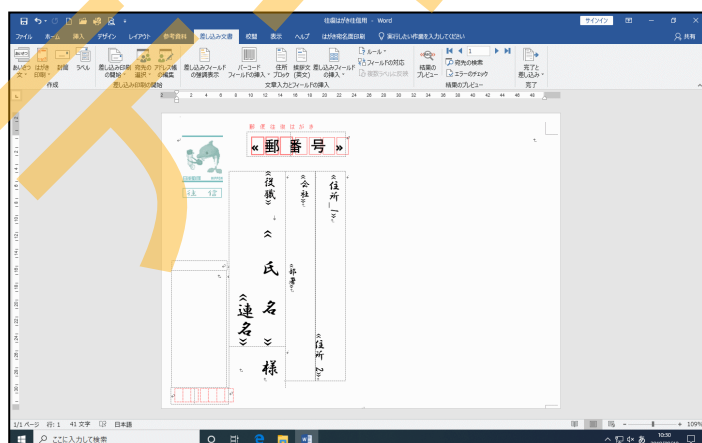 往復はがき往信用 - Word
サインイン
ファイル ホーム 挿入 デザイン レイアウト 参考資料 差し込み文書 校閲 表示 ヘルプ はがき宛名面印刷 実行したい作業を入力してください 共有
あいさつ文 はがき印刷 封筒 ラベル
差し込み印刷の開始 宛先の選択 アドレス帳の編集
差し込みフィールドの強調表示 バーコードフィールドの挿入 住所ブロック 挨拶文(英文) 差し込みフィールドの挿入
ルール
フィールドの対応
複数ラベルに反映
結果のプレビュー
1
宛先の検索
エラーのチェック
完了と差し込み
作成 差し込み印刷の開始 文章入力とフィールドの挿入 結果のプレビュー 完了
郵便往復はがき
«郵番号»
日本郵便
往信
«住所_1»
«住所_2»
«会社»
«部署»
«役職»
«氏名»様
«連名»
1/1 ページ 行: 1 41 文字 日本語
109%
ここに入力して検索
あ
10:30